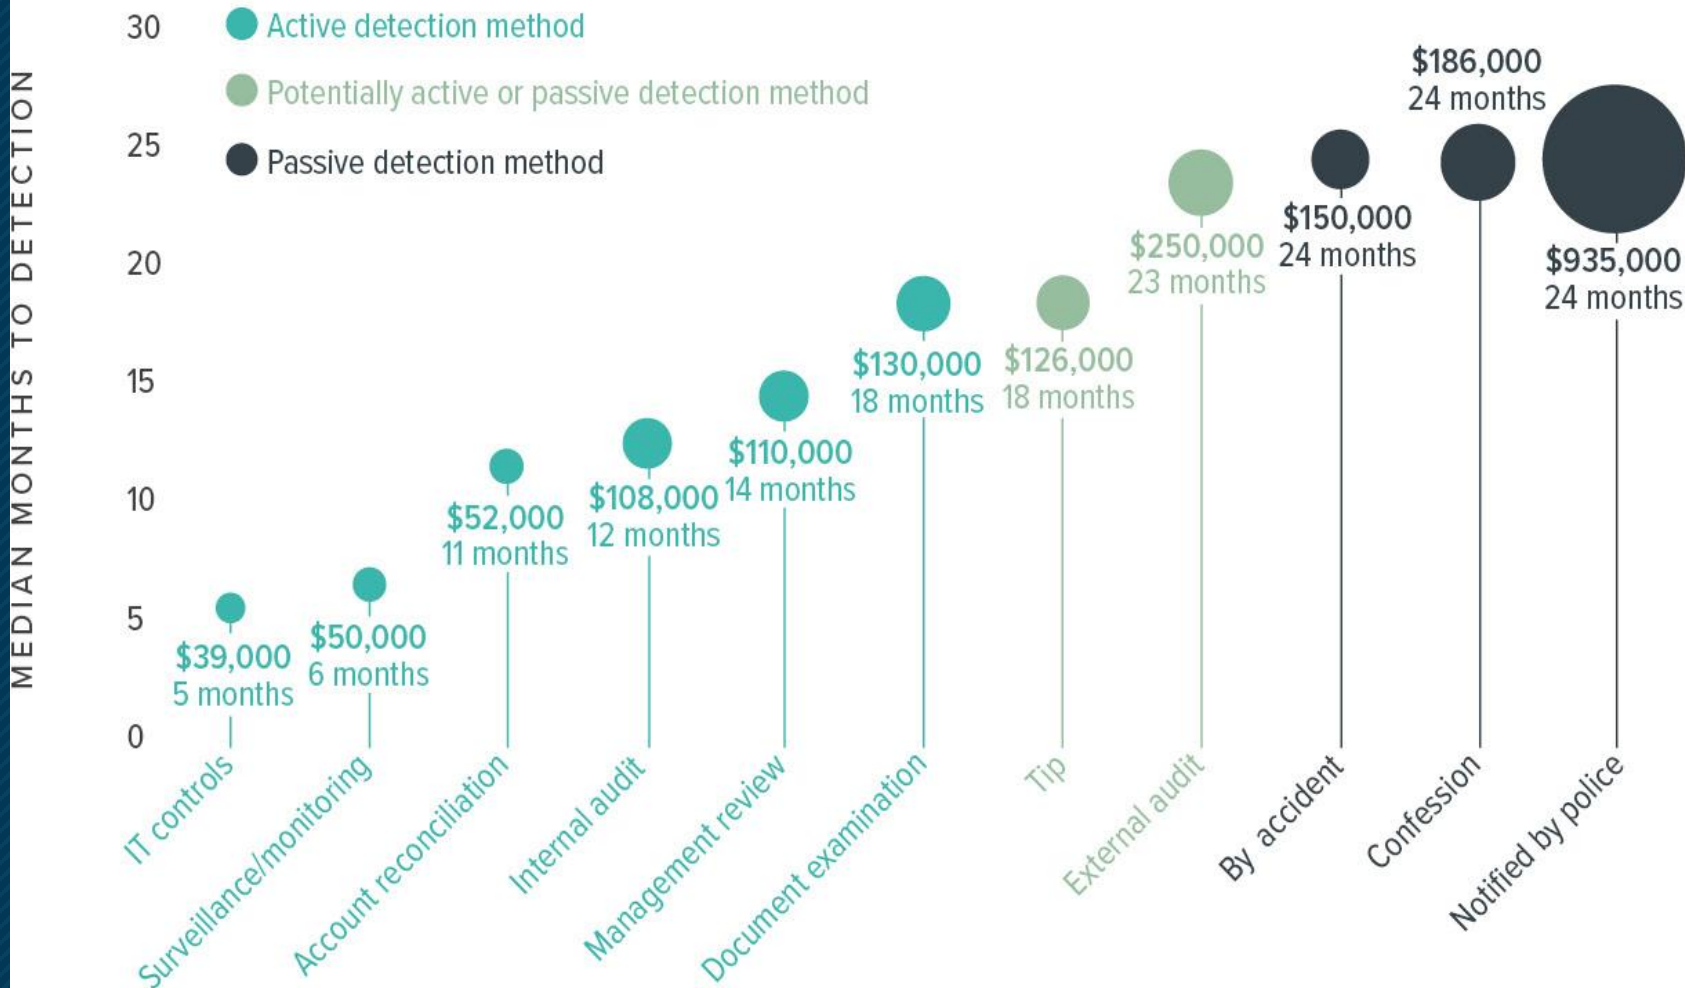 MEDIAN MONTHS TO DETECTION
30
25
20
15
10
5
0
Active detection method
Potentially active or passive detection method
Passive detection method
$39,000
5 months
$50,000
6 months
$52,000
11 months
$108,000
12 months
$110,000
14 months
$130,000
18 months
$126,000
18 months
$250,000
23 months
$150,000
24 months
$186,000
24 months
$935,000
24 months
IT controls
Surveillance/monitoring
Account reconciliation
Internal audit
Management review
Document examination
Tip
External audit
By accident
Confession
Notified by police